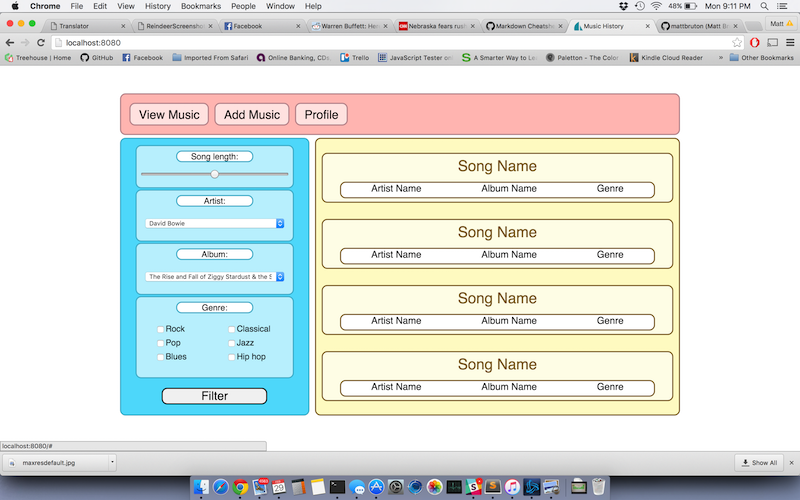 Chrome File Edit View History Bookmarks People Window Help 48% Mon 9:11 PM
Translator ReindeerScreenshot Facebook Warren Buffett: He Nebraska fears rus Markdown Cheatshe Music History mattbruton (Matt B Matt
localhost:8080
Treehouse | Home GitHub Facebook Imported From Safari Online Banking, CDs, Trello JavaScript Tester on A Smarter Way to Le Paletton - The Color Kindle Cloud Reader » Other Bookmarks
View Music Add Music Profile
Song length:
Artist:
David Bowie
Album:
The Rise and Fall of Ziggy Stardust & the S
Genre:
Rock Classical
Pop Jazz
Blues Hip hop
Filter
Song Name
Artist Name Album Name Genre
Song Name
Artist Name Album Name Genre
Song Name
Artist Name Album Name Genre
Song Name
Artist Name Album Name Genre
localhost:8080/#
maxresdefault.jpg Show All